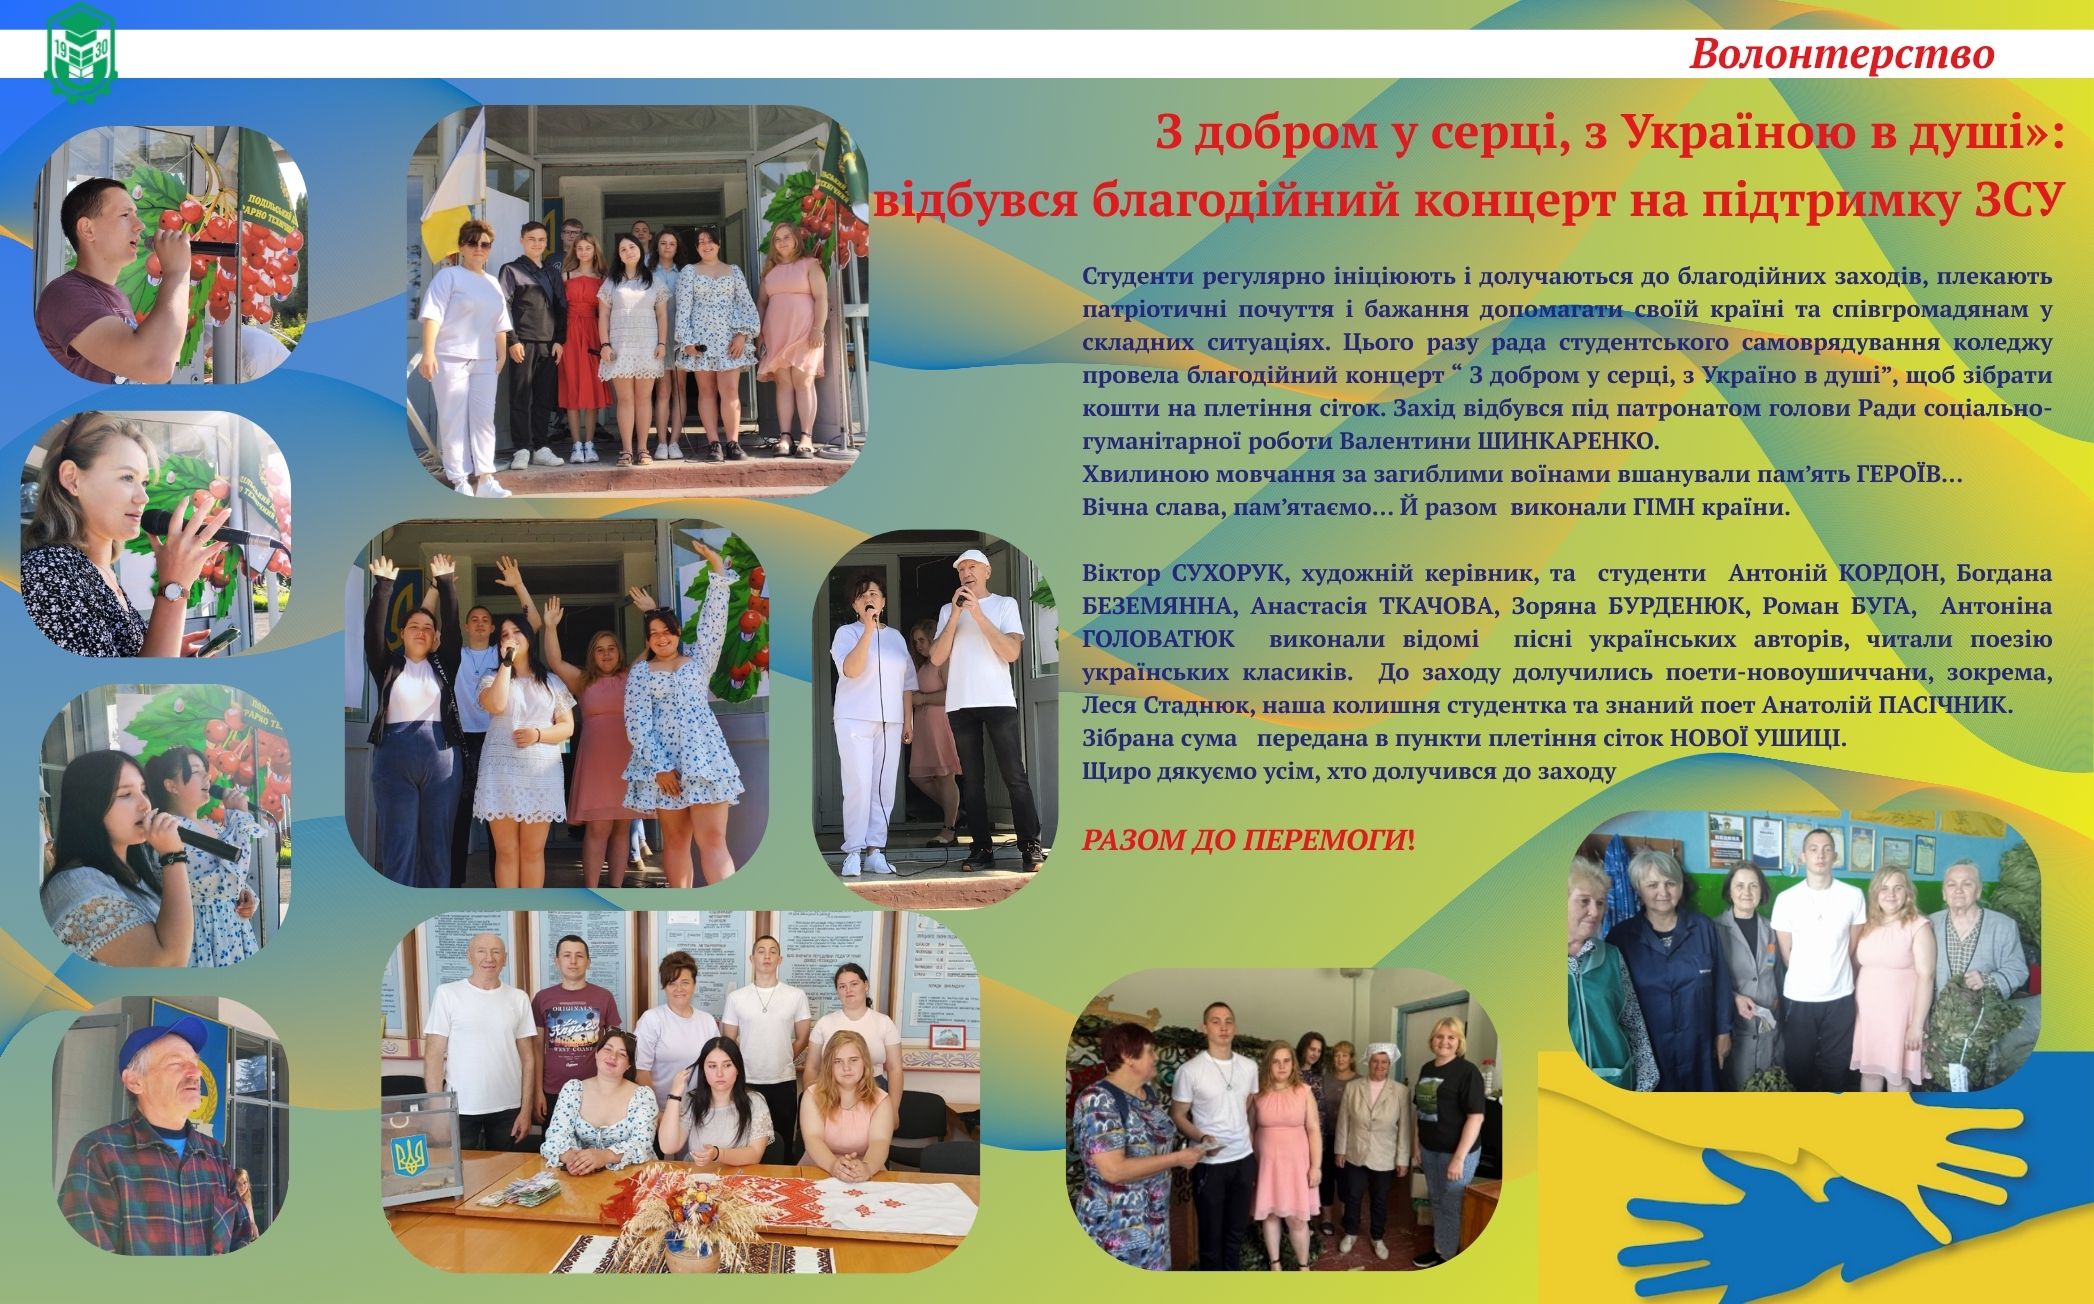 19 30
Волонтерство
З добром у серці, з Україною в душі»:
відбувся благодійний концерт на підтримку ЗСУ
Студенти регулярно ініціюють і долучаються до благодійних заходів, плекають
патріотичні почуття і бажання допомагати своїй країні та співгромадянам у
складних ситуаціях. Цього разу рада студентського самоврядування коледжу
провела благодійний концерт “ З добром у серці, з Україно в душі”, щоб зібрати
кошти на плетіння сіток. Захід відбувся під патронатом голови Ради соціально-
гуманітарної роботи Валентини ШИНКАРЕНКО.
Хвилиною мовчання за загиблими воїнами вшанували пам’ять ГЕРОЇВ…
Вічна слава, пам’ятаємо… Й разом виконали ГІМН країни.
Віктор СУХОРУК, художній керівник, та студенти Антоній КОРДОН, Богдана
БЕЗЕМЯННА, Анастасія ТКАЧОВА, Зоряна БУРДЕНЮК, Роман БУГА, Антоніна
ГОЛОВАТЮК виконали відомі пісні українських авторів, читали поезію
українських класиків. До заходу долучились поети-новоушиччани, зокрема,
Леся Стаднюк, наша колишня студентка та знаний поет Анатолій ПАСІЧНИК.
Зібрана сума передана в пункти плетіння сіток НОВОЇ УШИЦІ.
Щиро дякуємо усім, хто долучився до заходу
РАЗОМ ДО ПЕРЕМОГИ!
ПОДІЛЬСЬКИЙ
ORIGINALS
Los
Angeles
WEST COAST